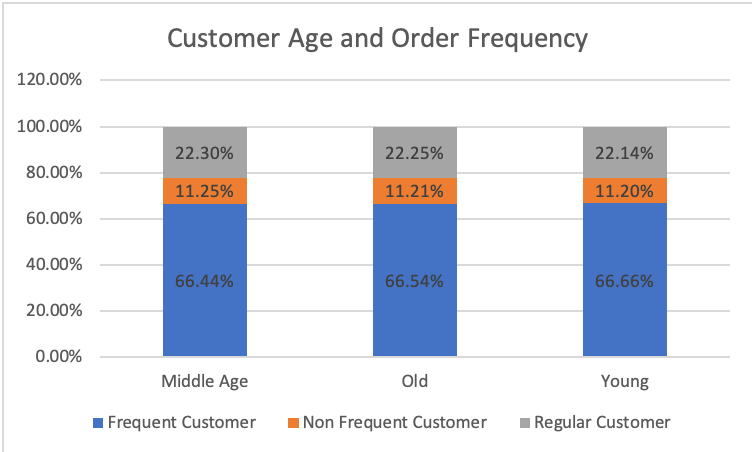 Customer Age and Order Frequency
120.00%
100.00%
22.30% 22.25% 22.14%
80.00%
11.25% 11.21% 11.20%
60.00%
40.00%
66.44% 66.54% 66.66%
20.00%
0.00%
Middle Age Old Young
Frequent Customer Non Frequent Customer Regular Customer